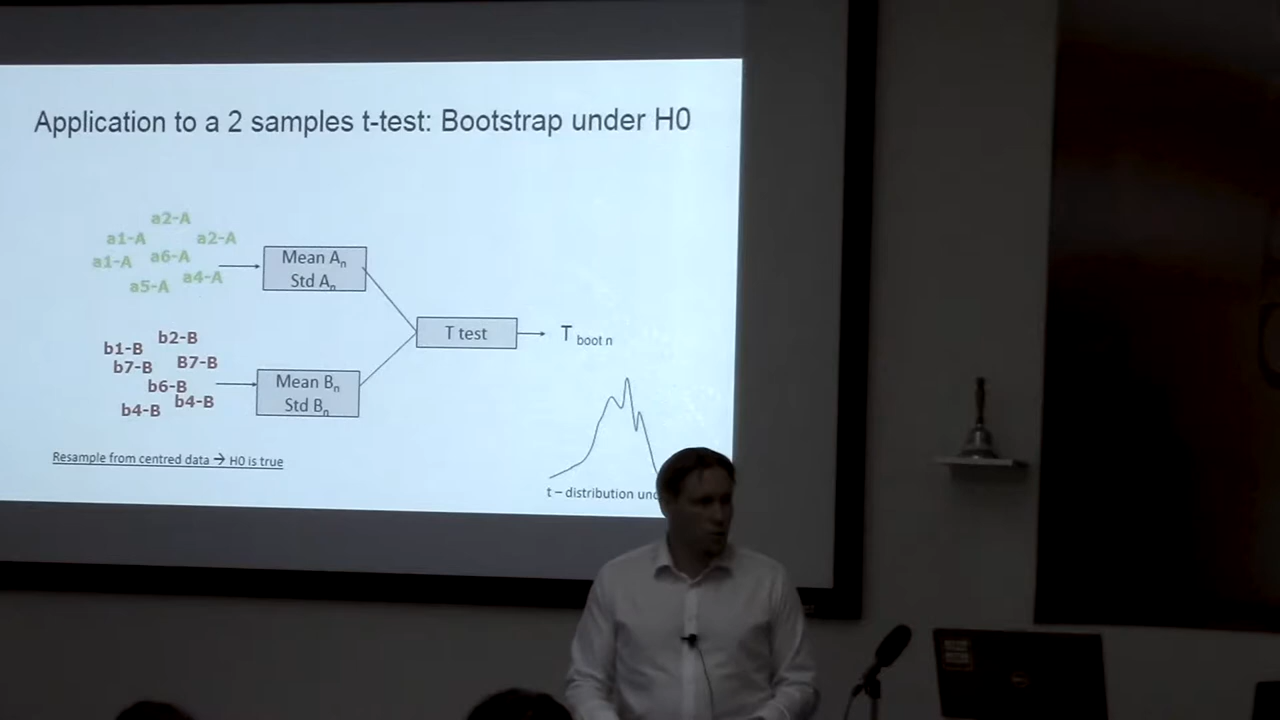 Application to a 2 samples t-test: Bootstrap under H0
a2-A
a1-A a2-A
a1-A a6-A
a5-A a4-A
Mean An
Std An
T test
T boot n
b2-B
b1-B
b7-B B7-B
b6-B
b4-B b4-B
Mean Bn
Std Bn
Resample from centred data → H0 is true
t – distribution